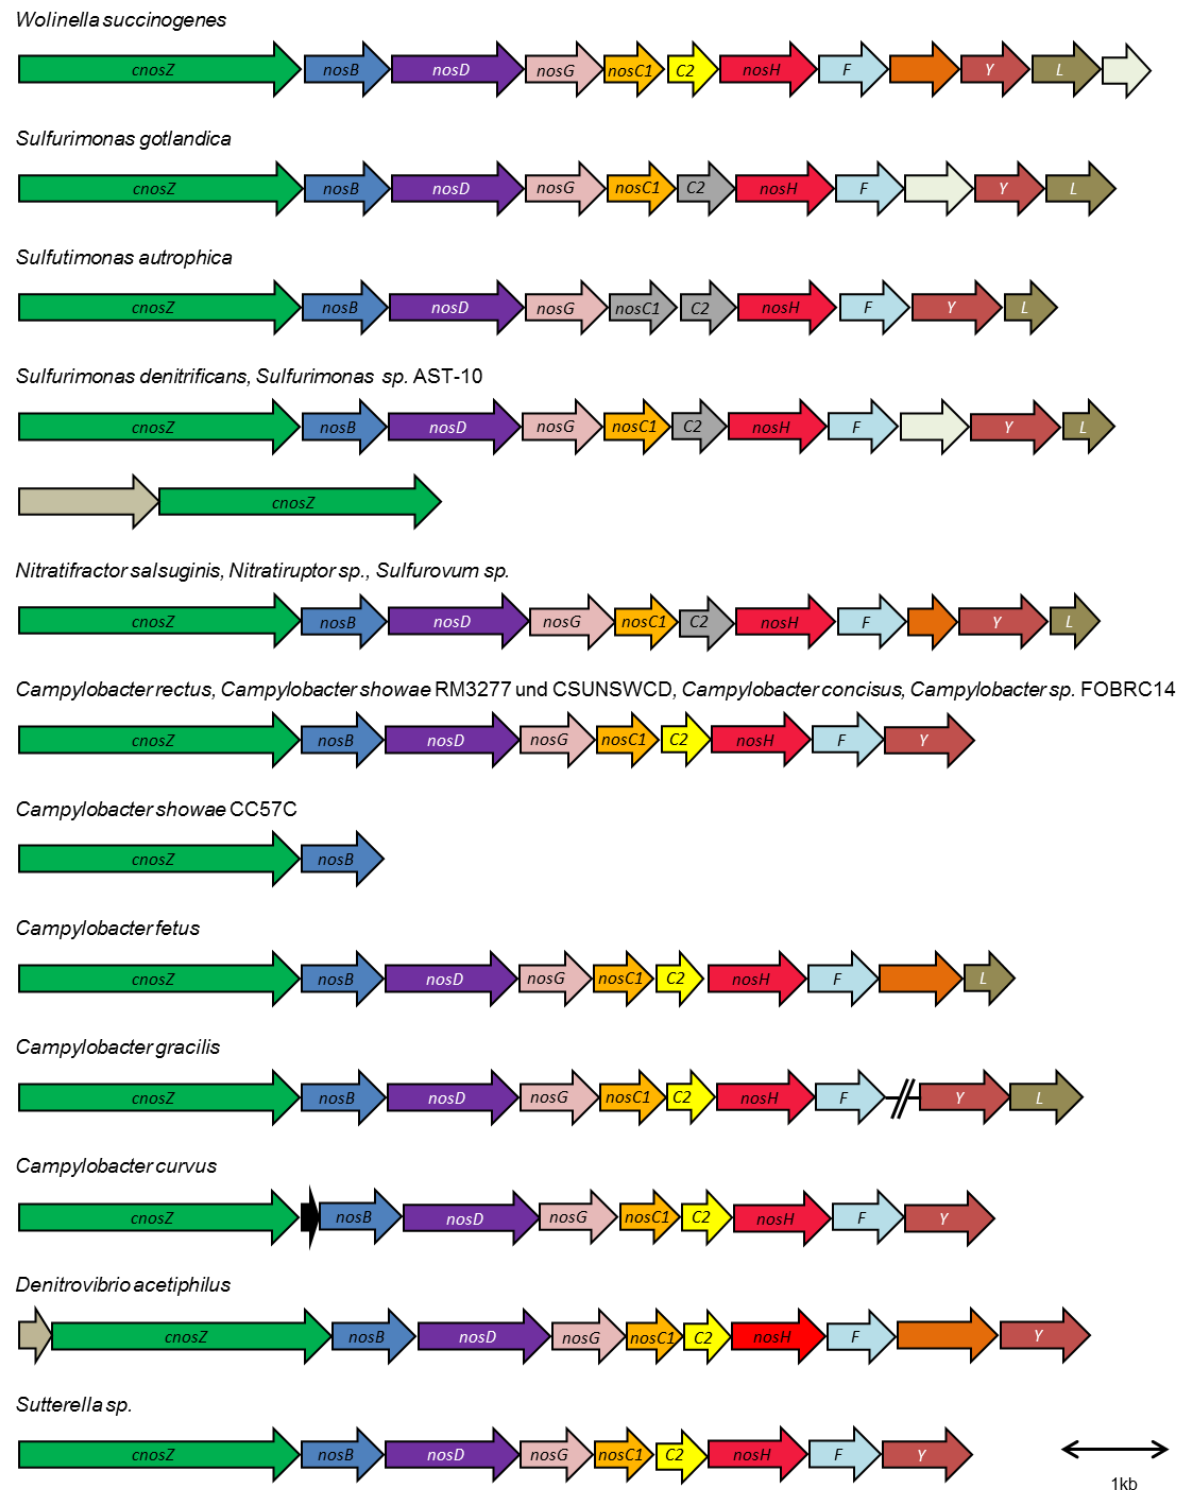 Wolinella succinogenes
cnosZ nosB nosD nosG nosC1 C2 nosH F Y L
Sulfurimonas gotlandica
cnosZ nosB nosD nosG nosC1 C2 nosH F Y L
Sulfutimonas autrophica
cnosZ nosB nosD nosG nosC1 C2 nosH F Y L
Sulfurimonas denitrificans, Sulfurimonas sp. AST-10
cnosZ nosB nosD nosG nosC1 C2 nosH F Y L
cnosZ
Nitratifractor salsuginis, Nitratiruptor sp., Sulfurovum sp.
cnosZ nosB nosD nosG nosC1 C2 nosH F Y L
Campylobacter rectus, Campylobacter showae RM3277 und CSUNSWCD, Campylobacter concisus, Campylobacter sp. FOBRC14
cnosZ nosB nosD nosG nosC1 C2 nosH F Y
Campylobacter showae CC57C
cnosZ nosB
Campylobacter fetus
cnosZ nosB nosD nosG nosC1 C2 nosH F L
Campylobacter gracilis
cnosZ nosB nosD nosG nosC1 C2 nosH F Y L
Campylobacter curvus
cnosZ nosB nosD nosG nosC1 C2 nosH F Y
Denitrovibrio acetiphilus
cnosZ nosB nosD nosG nosC1 C2 nosH F Y
Sutterella sp.
cnosZ nosB nosD nosG nosC1 C2 nosH F Y
1kb